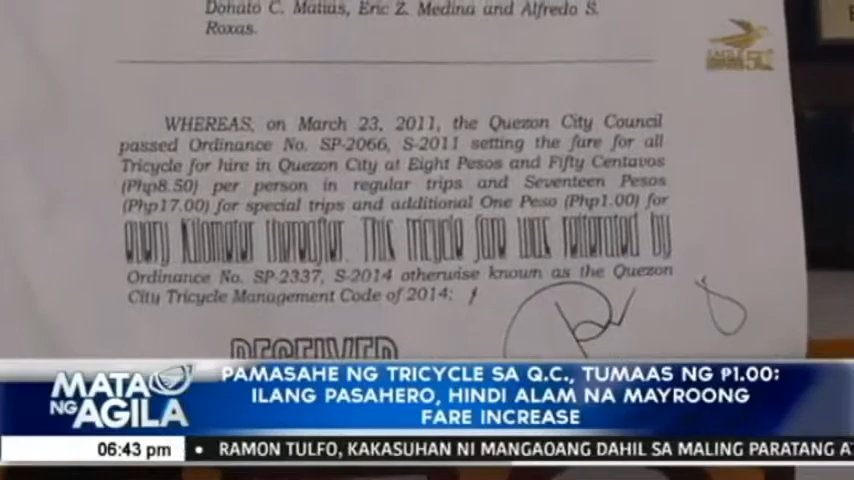 Donato C. Matias, Eric Z. Medina and Alfredo S.
Roxas.
WHEREAS, on March 23, 2011, the Quezon City Council
passed Ordinance No. SP-2066, S-2011 setting the fare for all
Tricycle for hire in Quezon City at Eight Pesos and Fifty Centavos
(Php8.50) per person in regular trips and Seventeen Pesos
(Php17.00) for special trips and additional One Peso (Php1.00) for
every Kilometer thereafter. This tricycle fare was reiterated by
Ordinance No. SP-2337, S-2014 otherwise known as the Quezon
City Tricycle Management Code of 2014;
RECEIVED
MATA
NG
AGILA
PAMASAHE NG TRICYCLE SA Q.C., TUMAAS NG ₱1.00:
ILANG PASAHERO, HINDI ALAM NA MAYROONG
FARE INCREASE
06:43 pm
• RAMON TULFO, KAKASUHAN NI MANGAOANG DAHIL SA MALING PARATANG